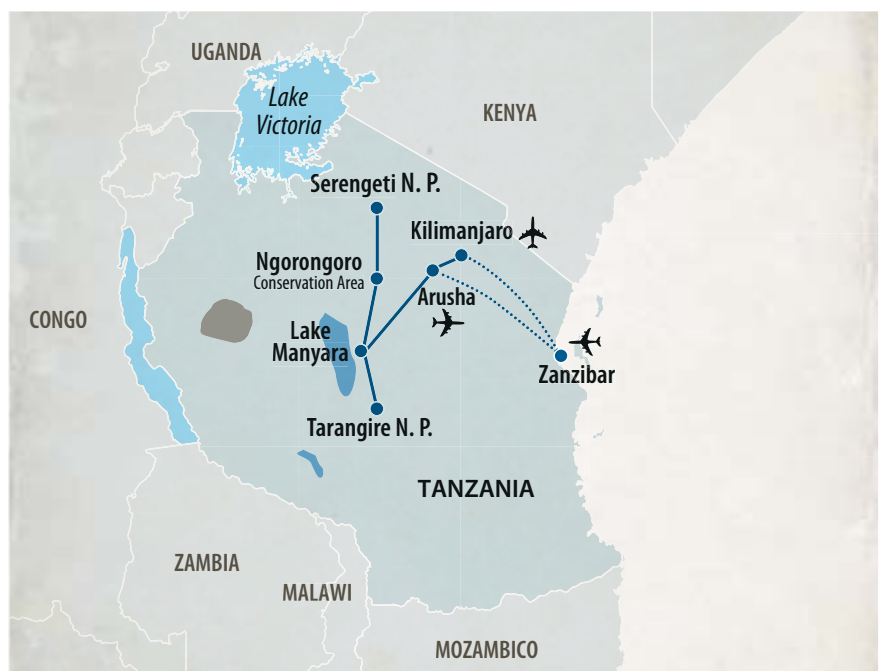 UGANDA
Lake
Victoria
KENYA
Serengeti N. P.
Kilimanjaro
Ngorongoro
Conservation Area
Arusha
CONGO
Lake
Manyara
Zanzibar
Tarangire N. P.
TANZANIA
ZAMBIA
MALAWI
MOZAMBICO